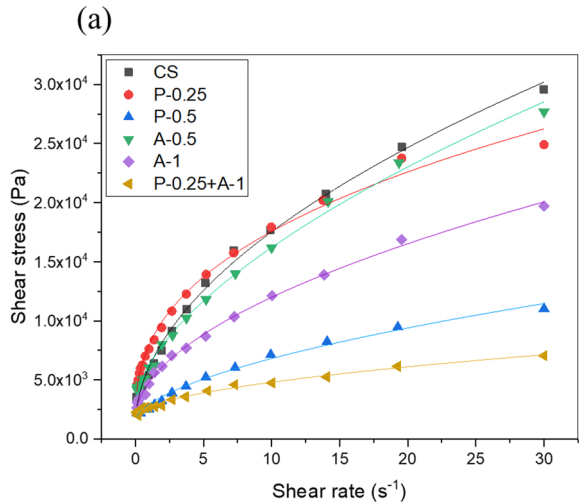 (a)
3.0x10⁴
2.5x10⁴
2.0x10⁴
1.5x10⁴
1.0x10⁴
5.0x10³
0.0
Shear stress (Pa)
CS
P-0.25
P-0.5
A-0.5
A-1
P-0.25+A-1
0 5 10 15 20 25 30
Shear rate (s⁻¹)